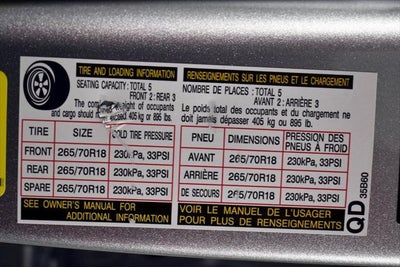 TIRE AND LOADING INFORMATION
SEATING CAPACITY: TOTAL 5
FRONT 2 : REAR 3
The weight of occupants
and cargo should exceed 405 kg or 895 lb.
TIRE SIZE COLD TIRE PRESSURE
FRONT 265/70R18 230kPa, 33PSI
REAR 265/70R18 230kPa, 33PSI
SPARE 265/70R18 230kPa, 33PSI
SEE OWNER'S MANUAL FOR
ADDITIONAL INFORMATION
RENSEIGNEMENTS SUR LES PNEUS ET LE CHARGEMENT
NOMBRE DE PLACES : TOTAL 5
AVANT 2 : ARRIÈRE 3
Le poids total des occupants et du chargement ne
doit jamais dépasser 405 kg ou 895 lb.
PNEU DIMENSIONS PRESSION DES
PNEUS À FROID
AVANT 265/70R18 230kPa, 33PSI
ARRIÈRE 265/70R18 230kPa, 33PSI
DE SECOURS 265/70R18 230kPa, 33PSI
VOIR LE MANUEL DE L'USAGER
POUR PLUS DE RENSEIGNEMENTS
QD 35B60